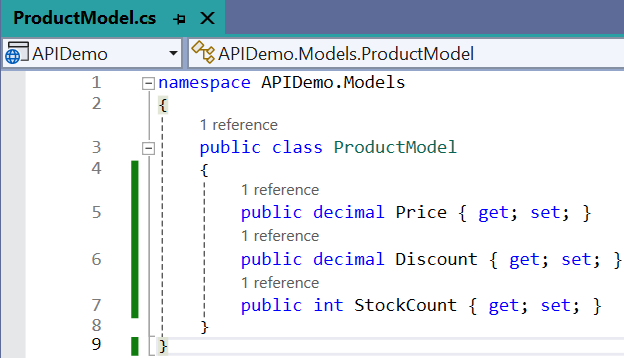 ProductModel.cs
APIDemo APIDemo.Models.ProductModel
1 namespace APIDemo.Models
2 {
1 reference
3 public class ProductModel
4 {
1 reference
5 public decimal Price { get; set; }
1 reference
6 public decimal Discount { get; set; }
1 reference
7 public int StockCount { get; set; }
8 }
9 }